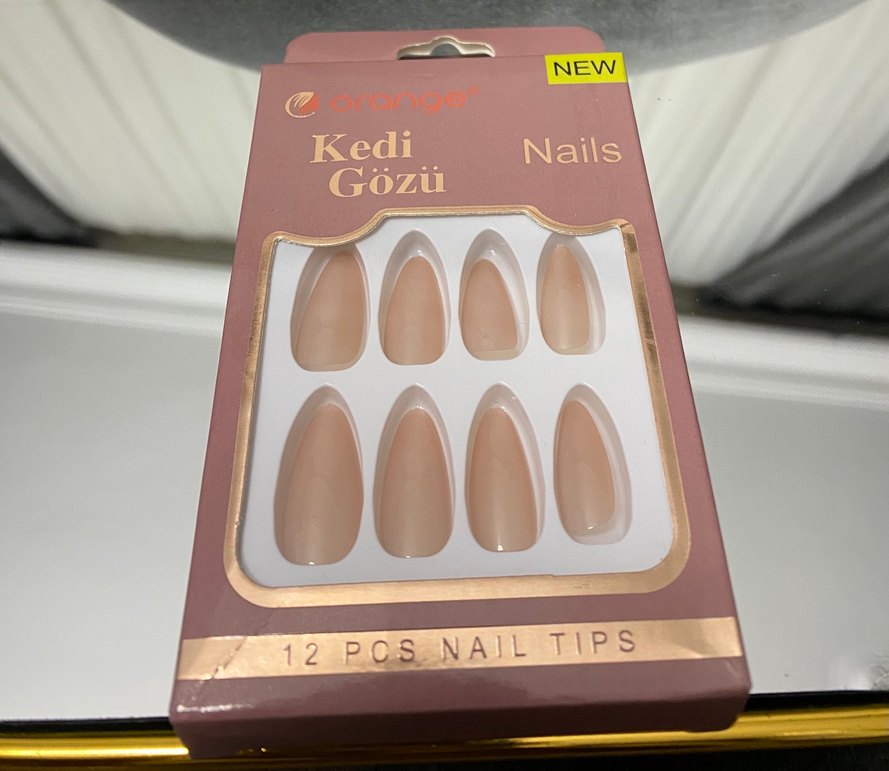 NEW
orange
Kedi
Gözü
Nails
12 PCS NAIL TIPS